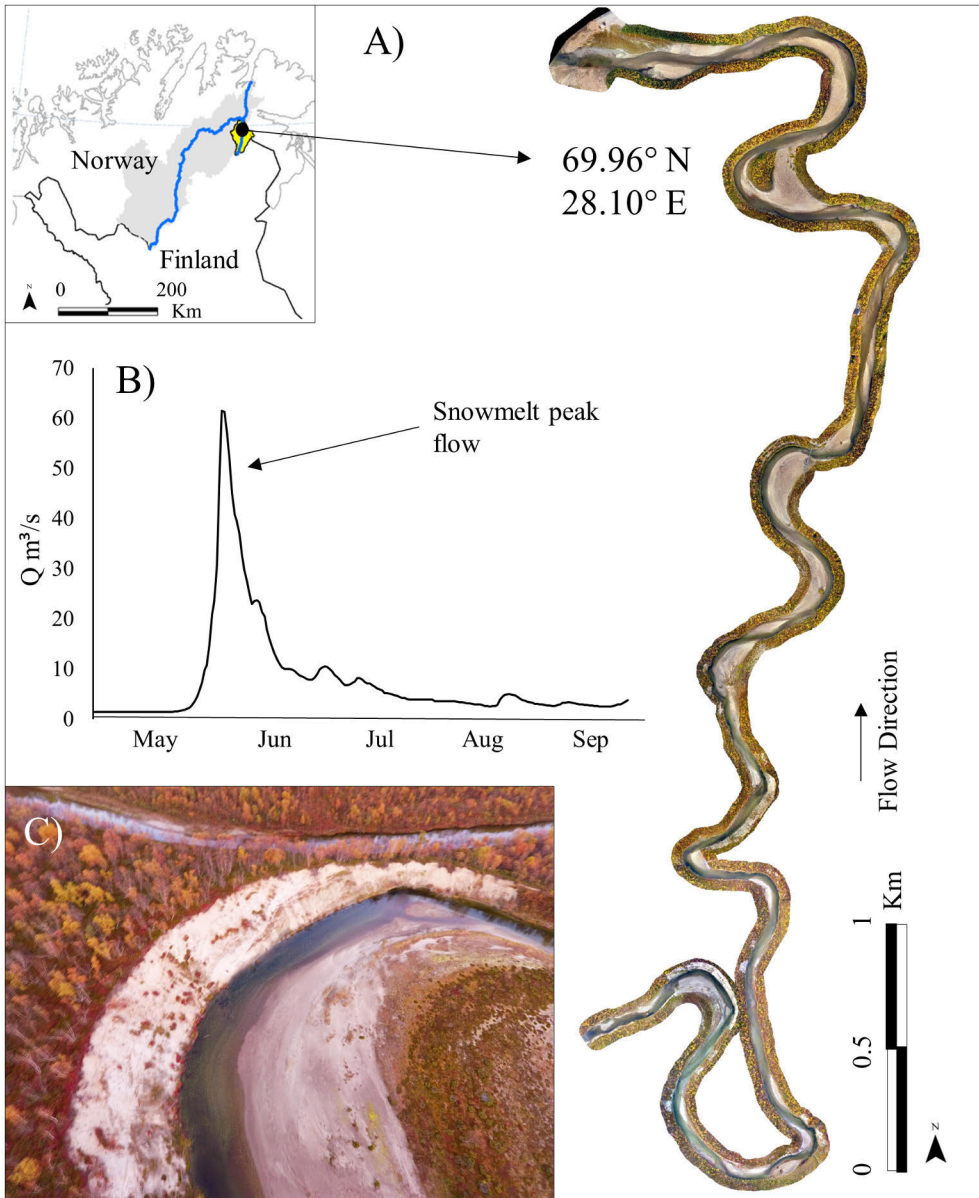 A)
Norway
Finland
N
0 200
Km
69.96° N
28.10° E
B)
70
60
50
40
30
20
10
0
Q m³/s
Snowmelt peak
flow
May Jun Jul Aug Sep
C)
Flow Direction
Km
0 0.5 1
N